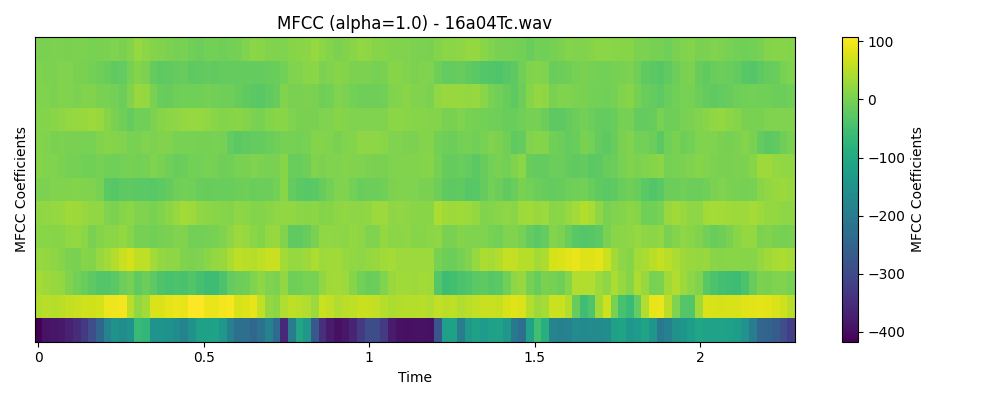 MFCC (alpha=1.0) - 16a04Tc.wav
MFCC Coefficients
0
0.5
1
1.5
2
Time
100
0
−100
−200
−300
−400
MFCC Coefficients